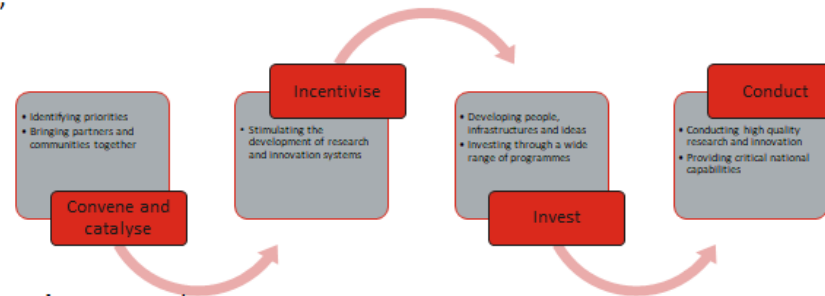 • Identifying priorities
• Bringing partners and
communities together
Convene and
catalyse
Incentivise
• Stimulating the
development of research
and innovation systems
• Developing people,
infrastructures and ideas
• Investing through a wide
range of programmes
Invest
Conduct
• Conducting high quality
research and innovation
• Providing critical national
capabilities